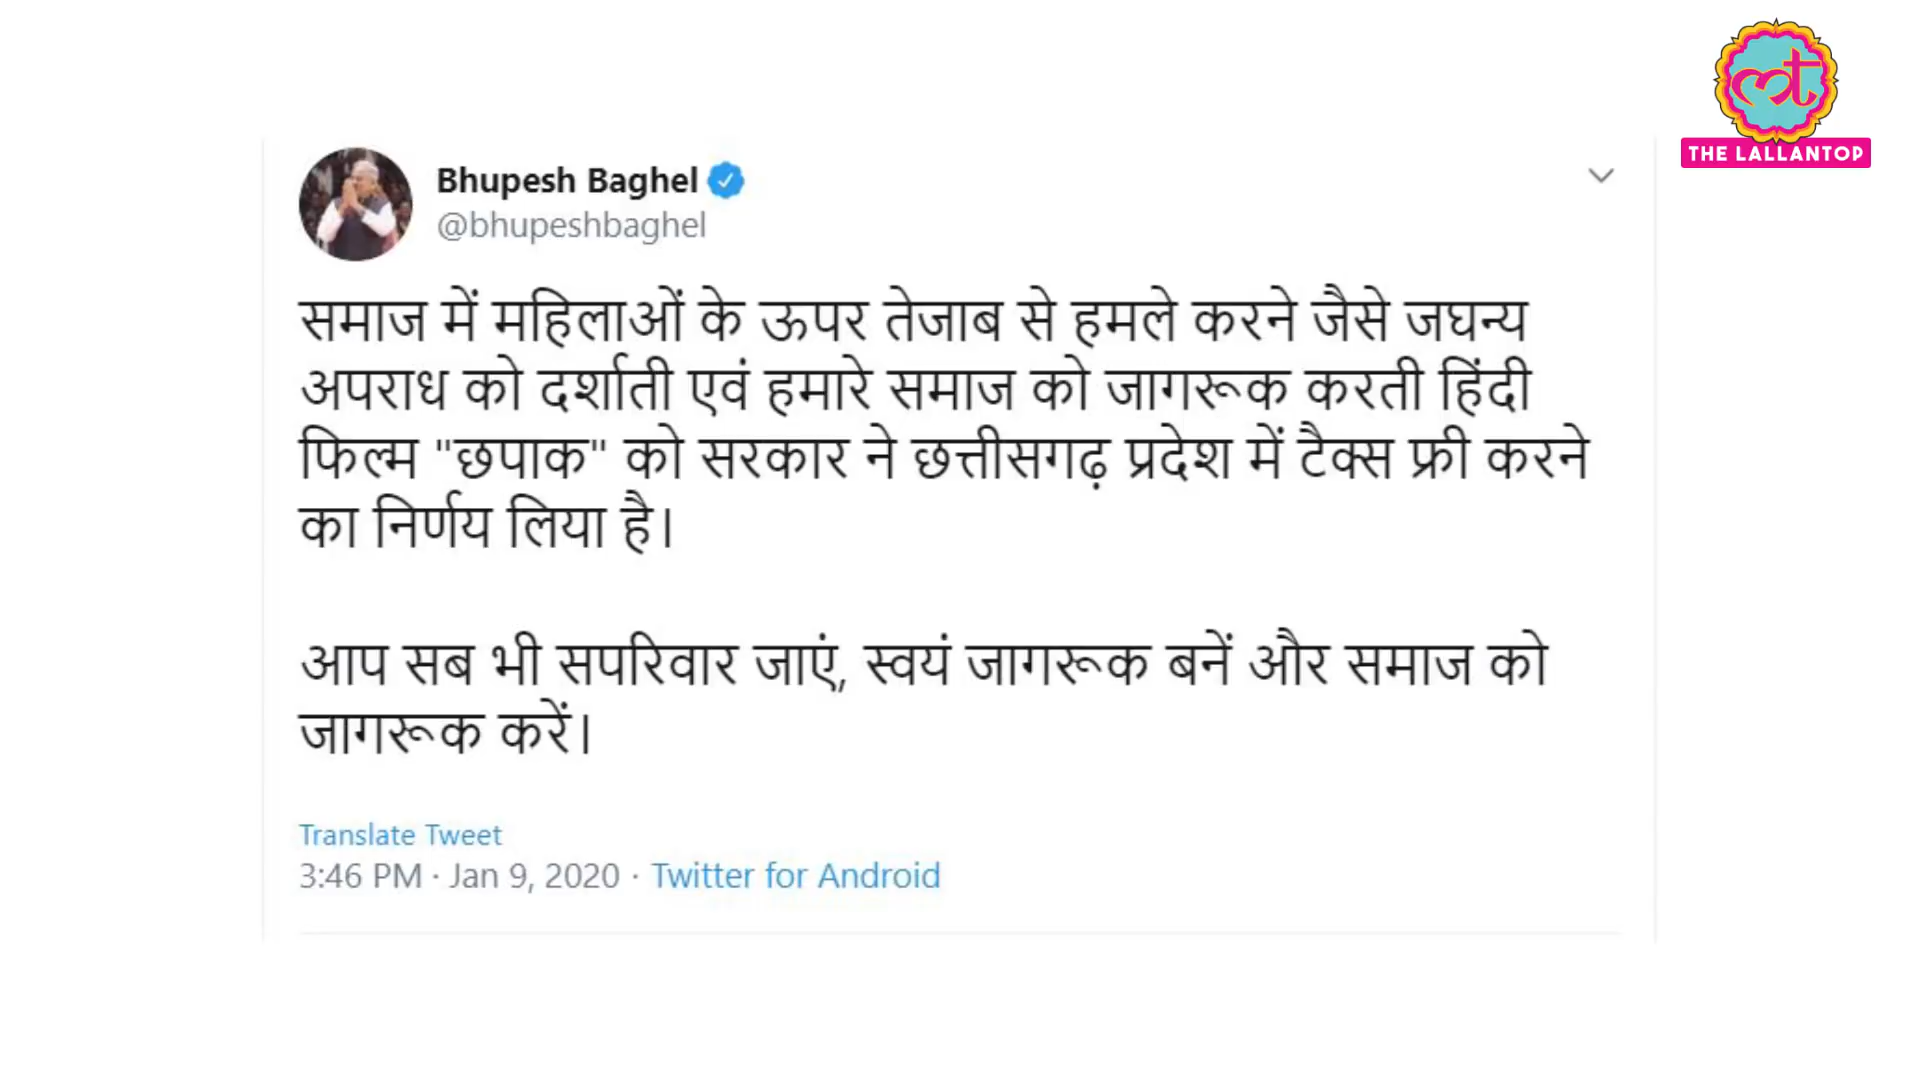 THE LALLANTOP
Bhupesh Baghel
@bhupeshbaghel
समाज में महिलाओं के ऊपर तेजाब से हमले करने जैसे जघन्य
अपराध को दर्शाती एवं हमारे समाज को जागरूक करती हिंदी
फिल्म "छपाक" को सरकार ने छत्तीसगढ़ प्रदेश में टैक्स फ्री करने
का निर्णय लिया है।
आप सब भी सपरिवार जाएं, स्वयं जागरूक बनें और समाज को
जागरूक करें।
Translate Tweet
3:46 PM · Jan 9, 2020 · Twitter for Android